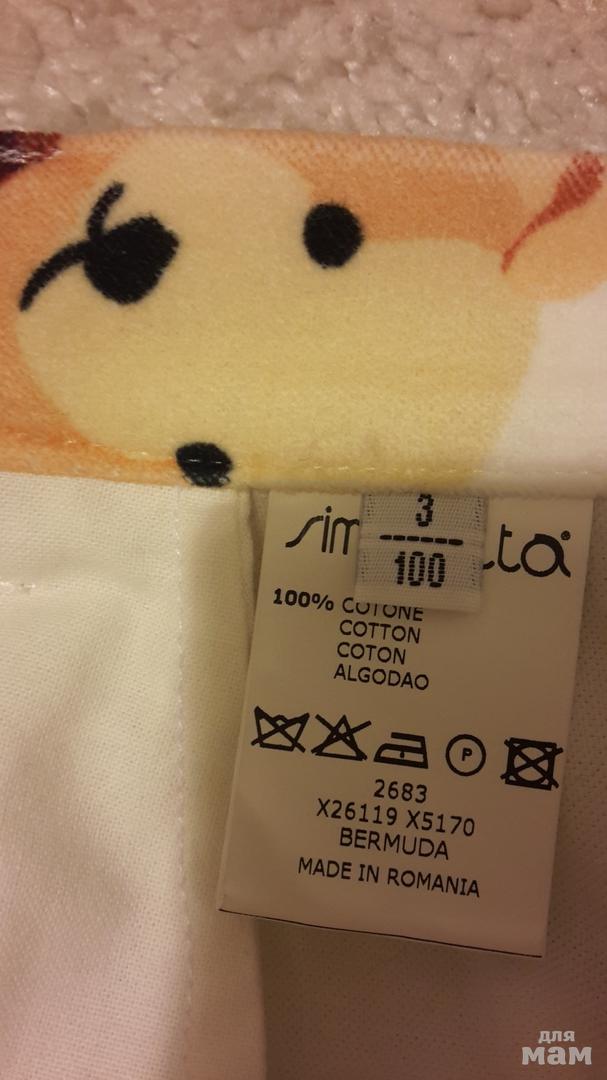 3
100
100% COTONE
COTTON
COTON
ALGODAO
P
2683
X26119 X5170
BERMUDA
MADE IN ROMANIA
для
мам